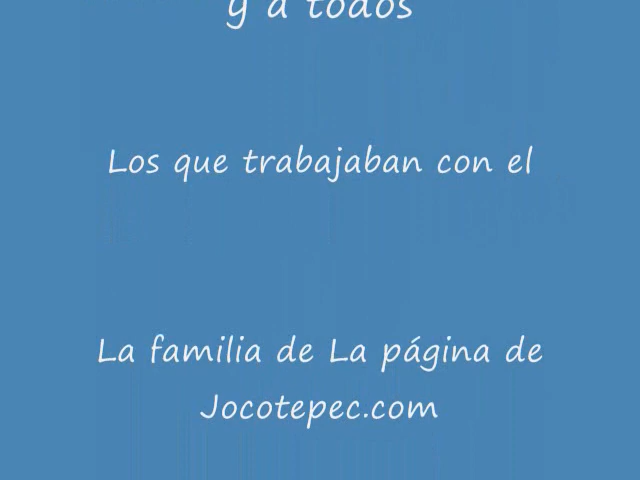 y a todos
Los que trabajaban con el
La familia de La página de
Jocotepec.com